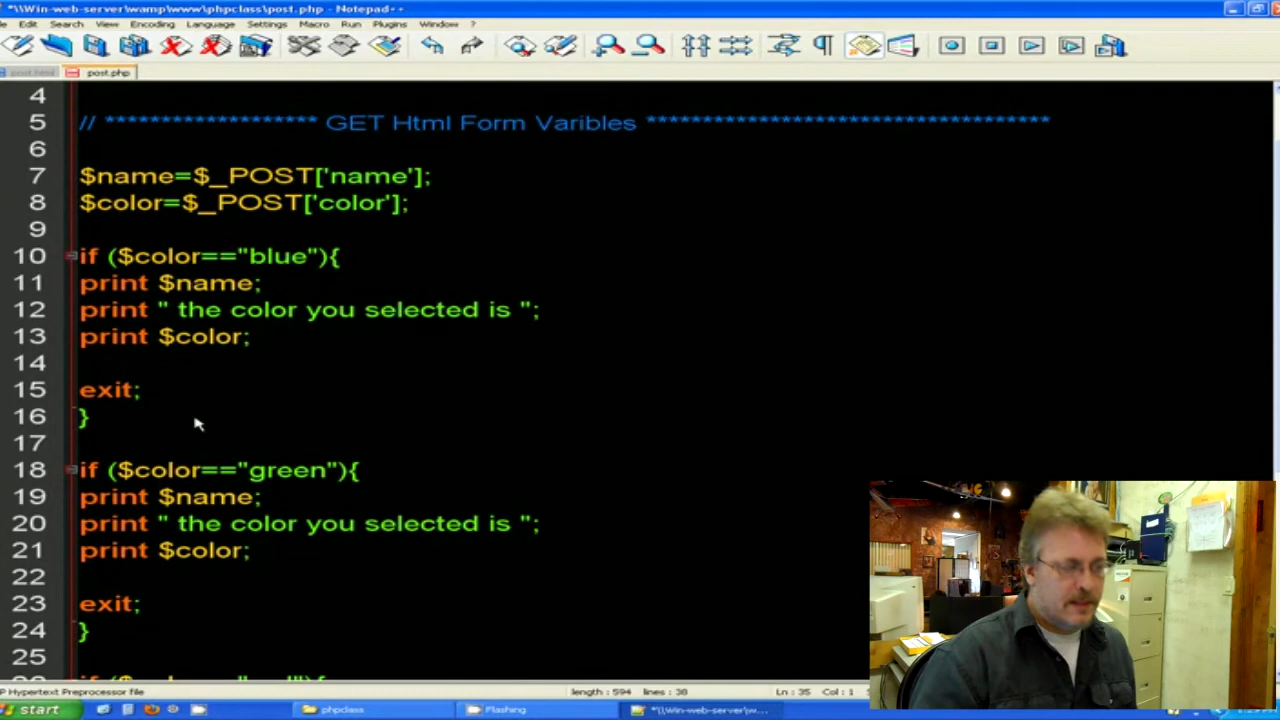 *\\Win-web-server\wamp\www\phpclass\post.php - Notepad++
Edit Search View Encoding Language Settings Macro Run Plugins Window ?
post.html post.php
4
5 // ******************* GET Html Form Varibles ************************************
6
7 $name=$_POST['name'];
8 $color=$_POST['color'];
9
10 if ($color=="blue"){
11 print $name;
12 print " the color you selected is ";
13 print $color;
14
15 exit;
16 }
17
18 if ($color=="green"){
19 print $name;
20 print " the color you selected is ";
21 print $color;
22
23 exit;
24 }
25
P Hypertext Preprocessor file length : 594 lines : 38 Ln : 35 Col : 1
start phpclass Flashing *\\Win-web-server\w...